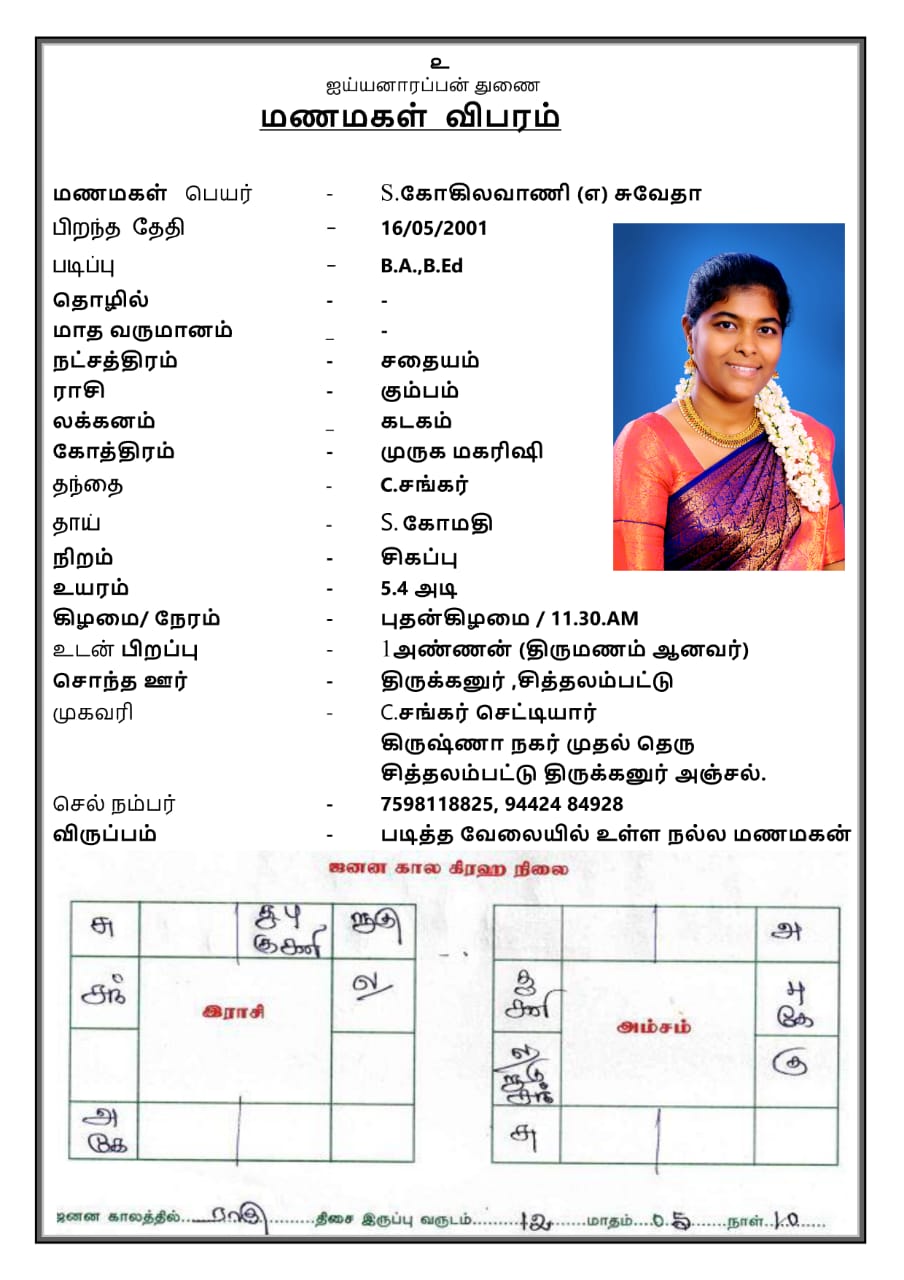 உ
ஐய்யனாரப்பன் துணை
மணமகள் விபரம்
மணமகள் பெயர் - S.கோகிலவாணி (எ) சுவேதா
பிறந்த தேதி – 16/05/2001
படிப்பு – B.A.,B.Ed
தொழில் - -
மாத வருமானம் _ -
நட்சத்திரம் - சதையம்
ராசி - கும்பம்
லக்கனம் _ கடகம்
கோத்திரம் - முருக மகரிஷி
தந்தை - C.சங்கர்
தாய் - S. கோமதி
நிறம் - சிகப்பு
உயரம் - 5.4 அடி
கிழமை/ நேரம் - புதன்கிழமை / 11.30.AM
உடன் பிறப்பு - 1அண்ணன் (திருமணம் ஆனவர்)
சொந்த ஊர் - திருக்கனுர் ,சித்தலம்பட்டு
முகவரி - C.சங்கர் செட்டியார்
கிருஷ்ணா நகர் முதல் தெரு
சித்தலம்பட்டு திருக்கனுர் அஞ்சல்.
செல் நம்பர் - 7598118825, 94424 84928
விருப்பம் - படித்த வேலையில் உள்ள நல்ல மணமகன்
ஜனன கால கிரஹ நிலை
சு சூ பு ராகு அ
கு சனி
சந் ல சூ பு
சனி கே
இராசி அம்சம்
ல கு
ராகு
சந்
அ சு
கே
ஜனன காலத்தில்.....ராகு.........திசை இருப்பு வருடம்.........12......மாதம்....05......நாள்..10......